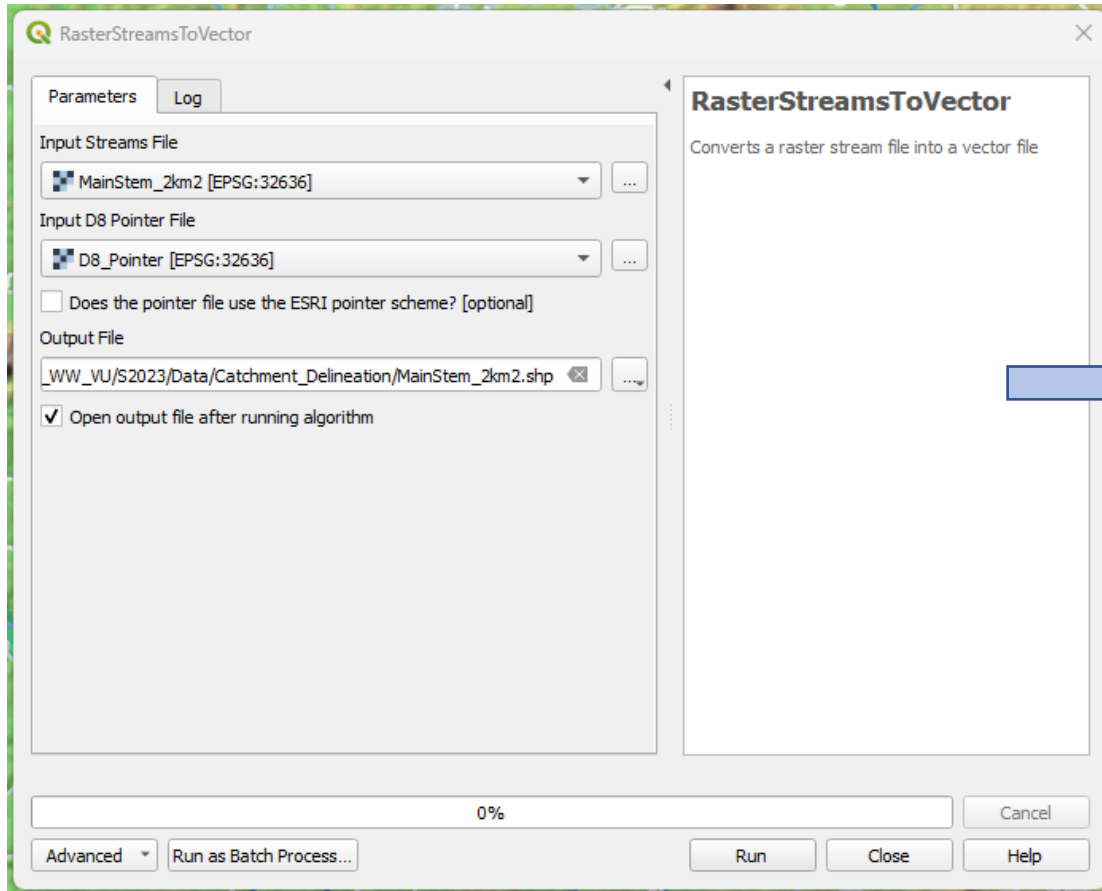 RasterStreamsToVector
Parameters
Log
Input Streams File
MainStem_2km2 [EPSG:32636]
...
Input D8 Pointer File
D8_Pointer [EPSG:32636]
...
Does the pointer file use the ESRI pointer scheme? [optional]
Output File
_WW_VU/S2023/Data/Catchment_Delineation/MainStem_2km2.shp
...
Open output file after running algorithm
RasterStreamsToVector
Converts a raster stream file into a vector file
0%
Cancel
Advanced
Run as Batch Process...
Run
Close
Help